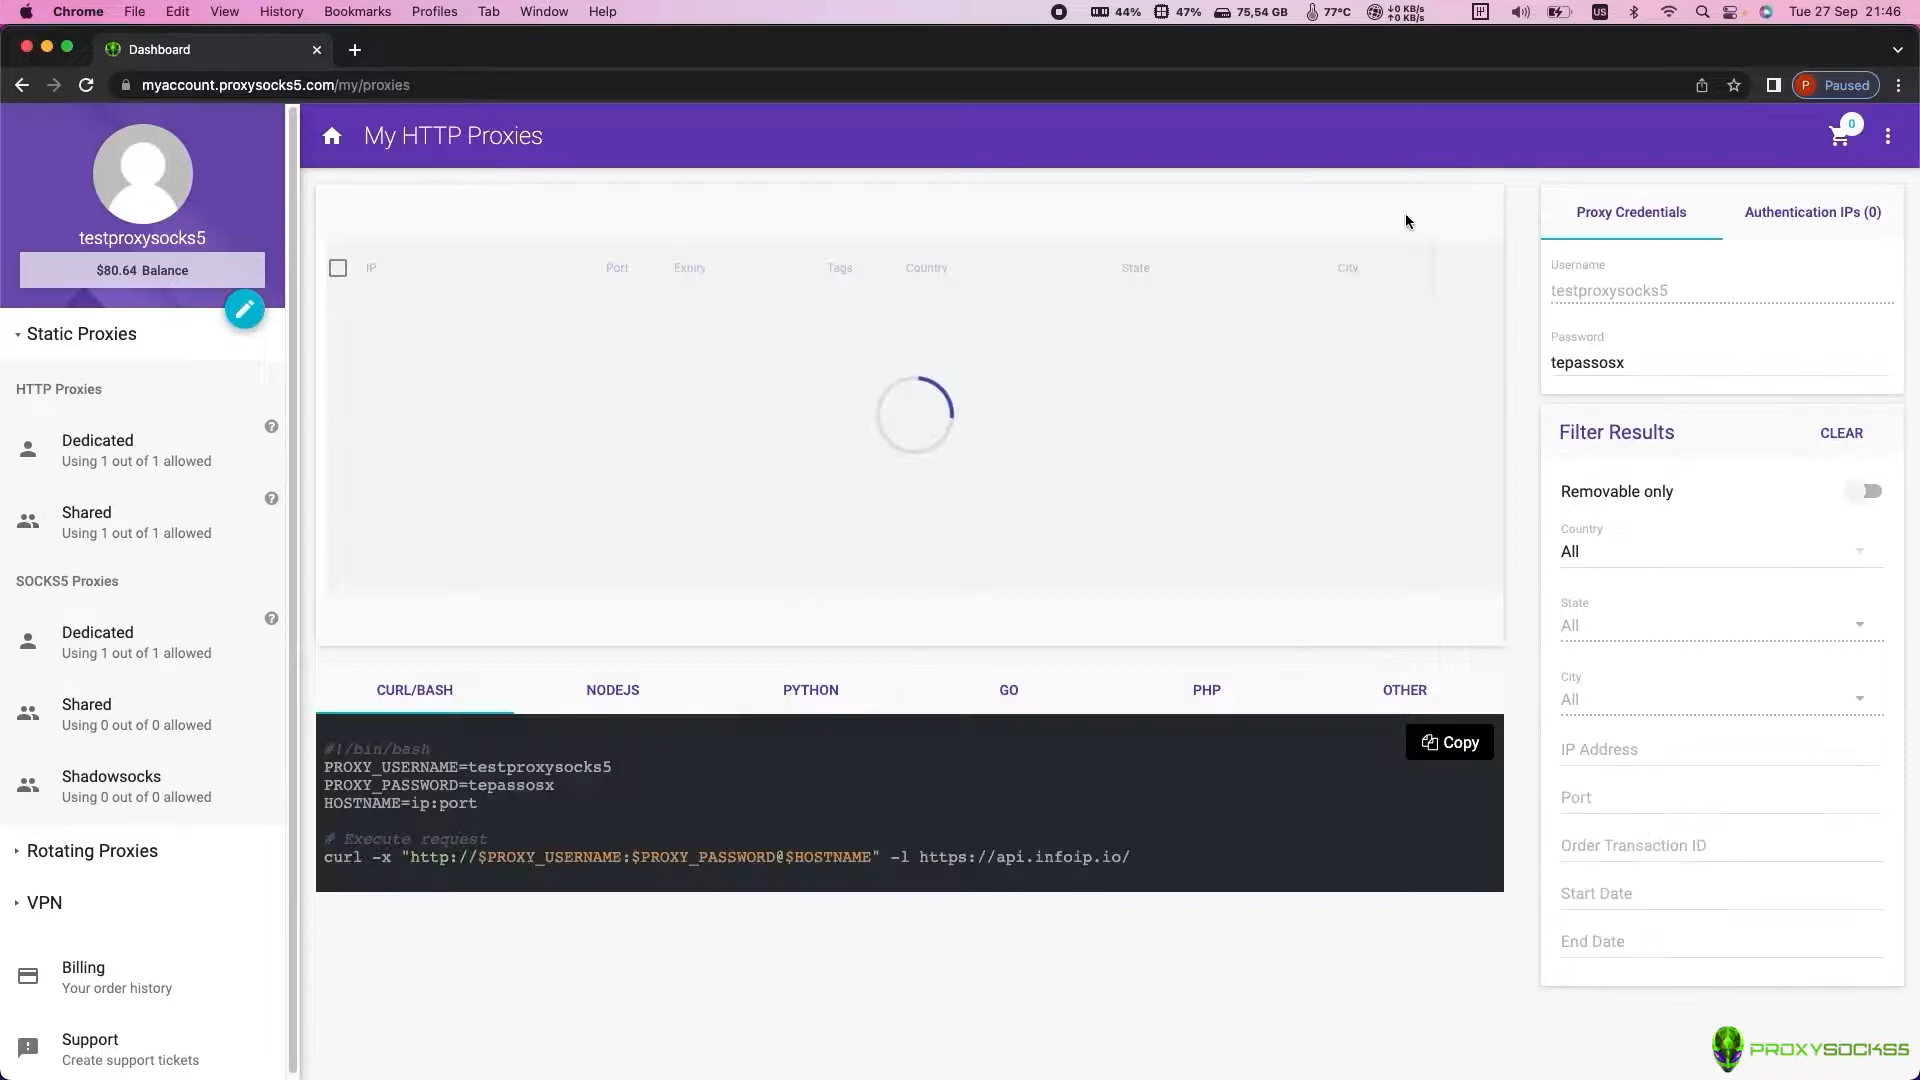 Chrome File Edit View History Bookmarks Profiles Tab Window Help
44% 47% 75,54 GB 77°C ↓0 KB/s ↑0 KB/s US Tue 27 Sep 21:46
Dashboard
myaccount.proxysocks5.com/my/proxies
P Paused
testproxysocks5
$80.64 Balance
Static Proxies
HTTP Proxies
Dedicated
Using 1 out of 1 allowed
Shared
Using 1 out of 1 allowed
SOCKS5 Proxies
Dedicated
Using 1 out of 1 allowed
Shared
Using 0 out of 0 allowed
Shadowsocks
Using 0 out of 0 allowed
Rotating Proxies
VPN
Billing
Your order history
Support
Create support tickets
My HTTP Proxies
0
IP Port Expiry Tags Country State City
CURL/BASH NODEJS PYTHON GO PHP OTHER
Copy
#!/bin/bash
PROXY_USERNAME=testproxysocks5
PROXY_PASSWORD=tepassosx
HOSTNAME=ip:port
# Execute request
curl -x "http://$PROXY_USERNAME:$PROXY_PASSWORD@$HOSTNAME" -l https://api.infoip.io/
Proxy Credentials Authentication IPs (0)
Username
testproxysocks5
Password
tepassosx
Filter Results CLEAR
Removable only
Country
All
State
All
City
All
IP Address
Port
Order Transaction ID
Start Date
End Date
PROXYSOCKS5